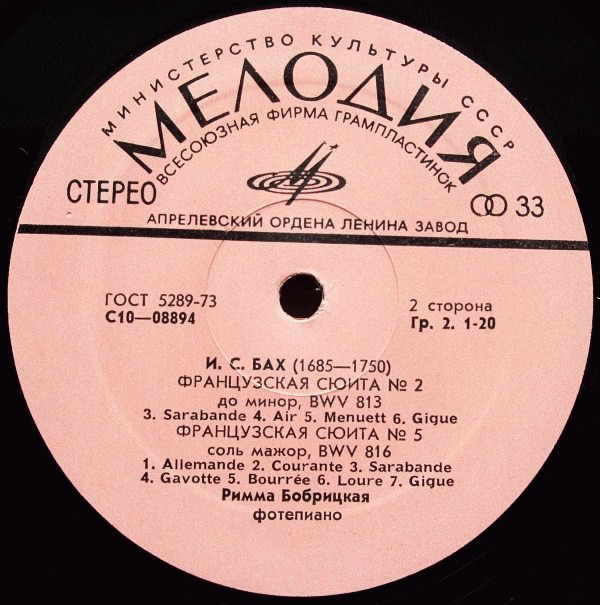 МИНИСТЕРСТВО КУЛЬТУРЫ СССР
МЕЛОДИЯ
ВСЕСОЮЗНАЯ ФИРМА ГРАМПЛАСТИНОК
СТЕРЕО
33
АПРЕЛЕВСКИЙ ОРДЕНА ЛЕНИНА ЗАВОД
ГОСТ 5289-73
С10—08894
2 сторона
Гр. 2. 1-20
И. С. БАХ (1685—1750)
ФРАНЦУЗСКАЯ СЮИТА № 2
до минор, BWV 813
3. Sarabande 4. Air 5. Menuett 6. Gigue
ФРАНЦУЗСКАЯ СЮИТА № 5
соль мажор, BWV 816
1. Allemande 2. Courante 3. Sarabande
4. Gavotte 5. Bourrée 6. Loure 7. Gigue
Римма Бобрицкая
фотепиано